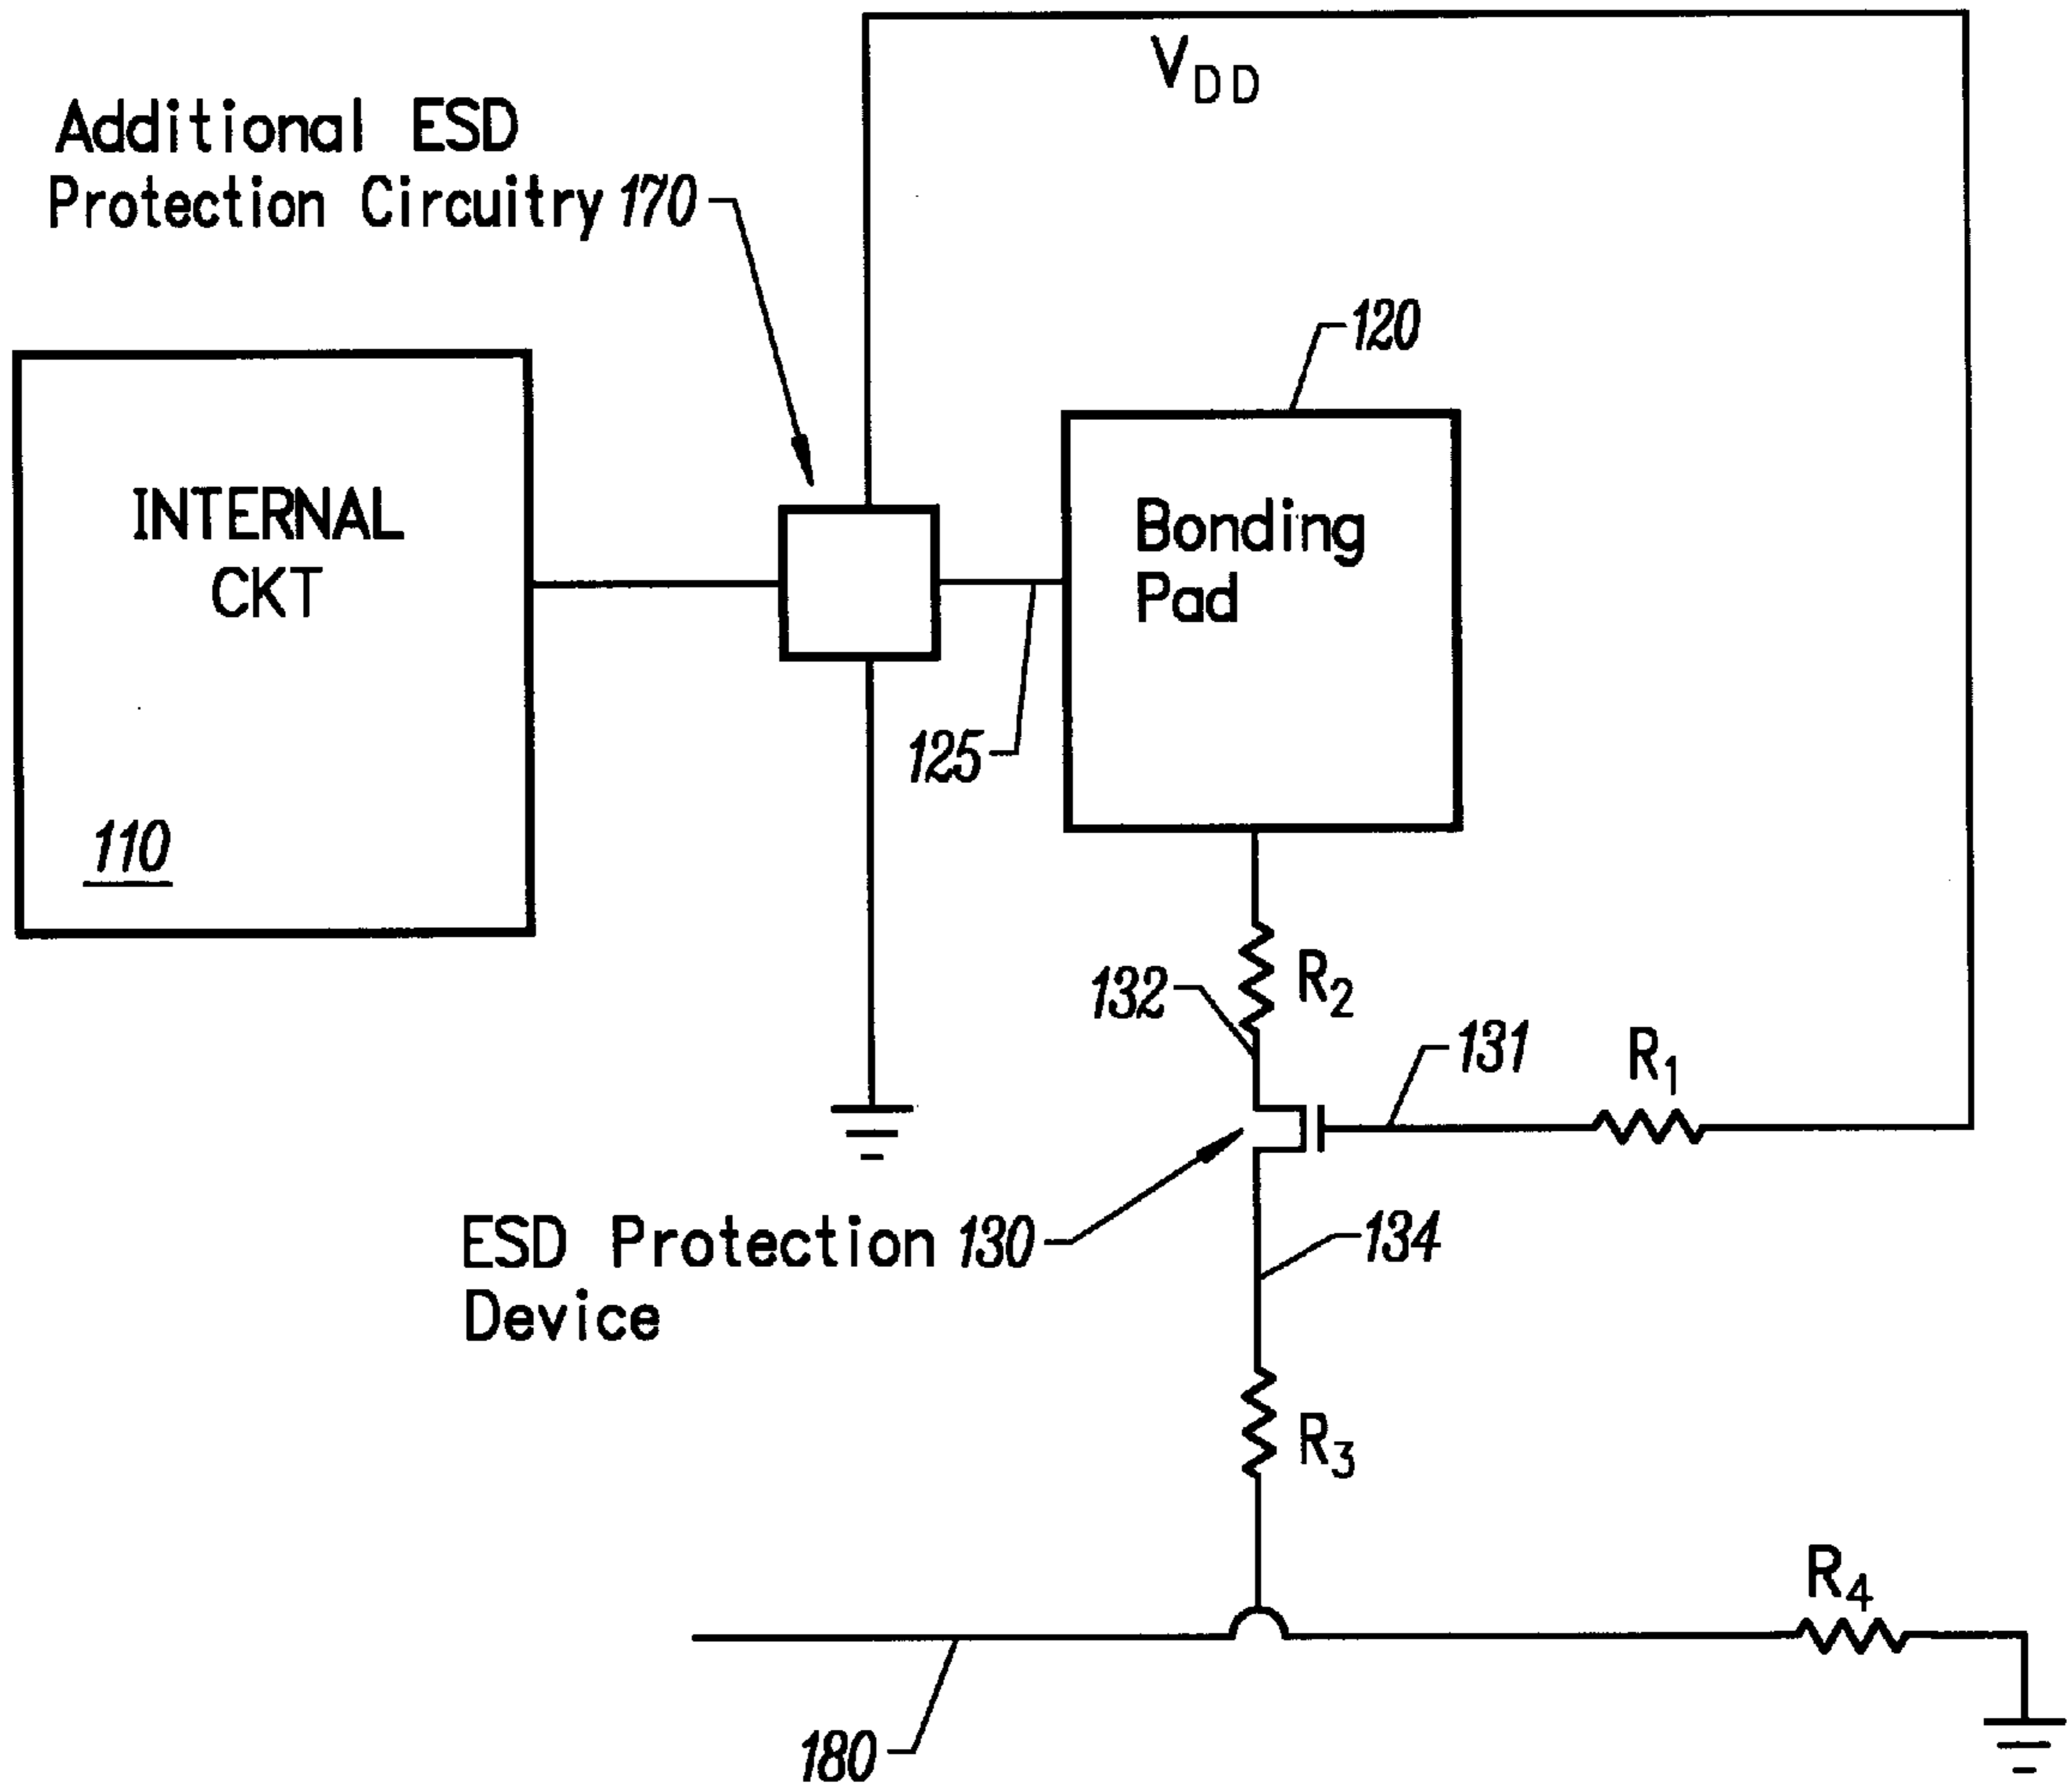 V_DD
Additional ESD
Protection Circuitry 170
120
INTERNAL
CKT
110
Bonding
Pad
125
R2
132
131
R1
ESD Protection 130
Device
134
R3
R4
180